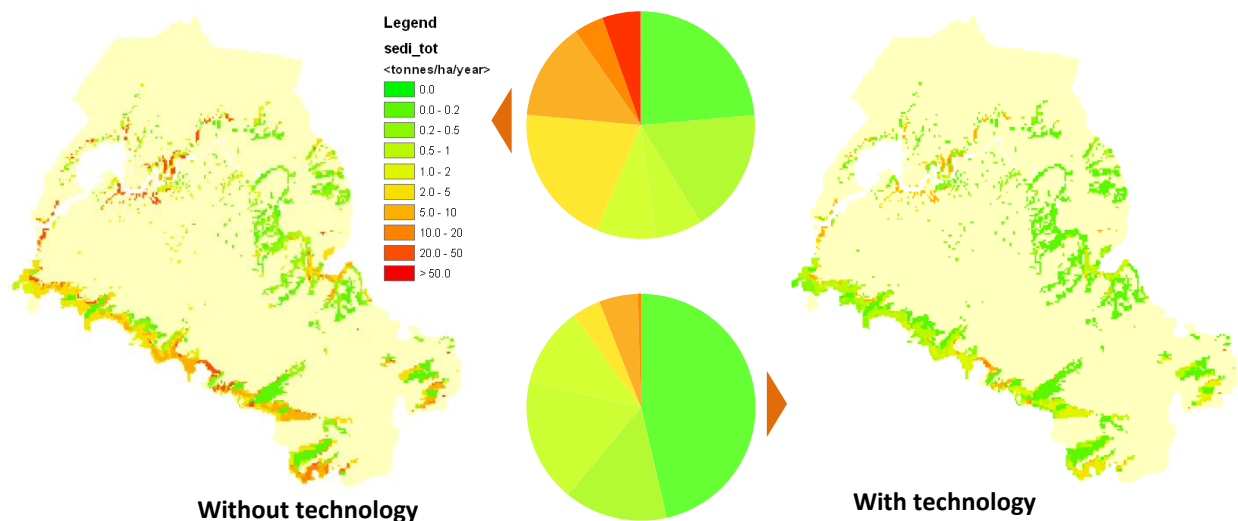 Legend
sedi_tot
<tonnes/ha/year>
0.0
0.0 - 0.2
0.2 - 0.5
0.5 - 1
1.0 - 2
2.0 - 5
5.0 - 10
10.0 - 20
20.0 - 50
> 50.0
Without technology
With technology